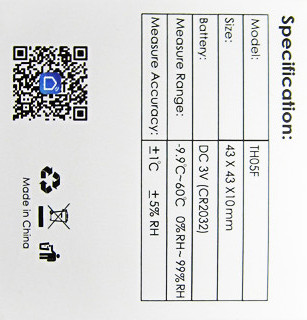 Specification:
Model: TH05F
Size: 43 X 43 X10mm
Battery: DC 3V (CR2032)
Measure Range: -9.9℃~60℃ 0%RH~99%RH
Measure Accuracy: ±1℃ ±5% RH
Made in China